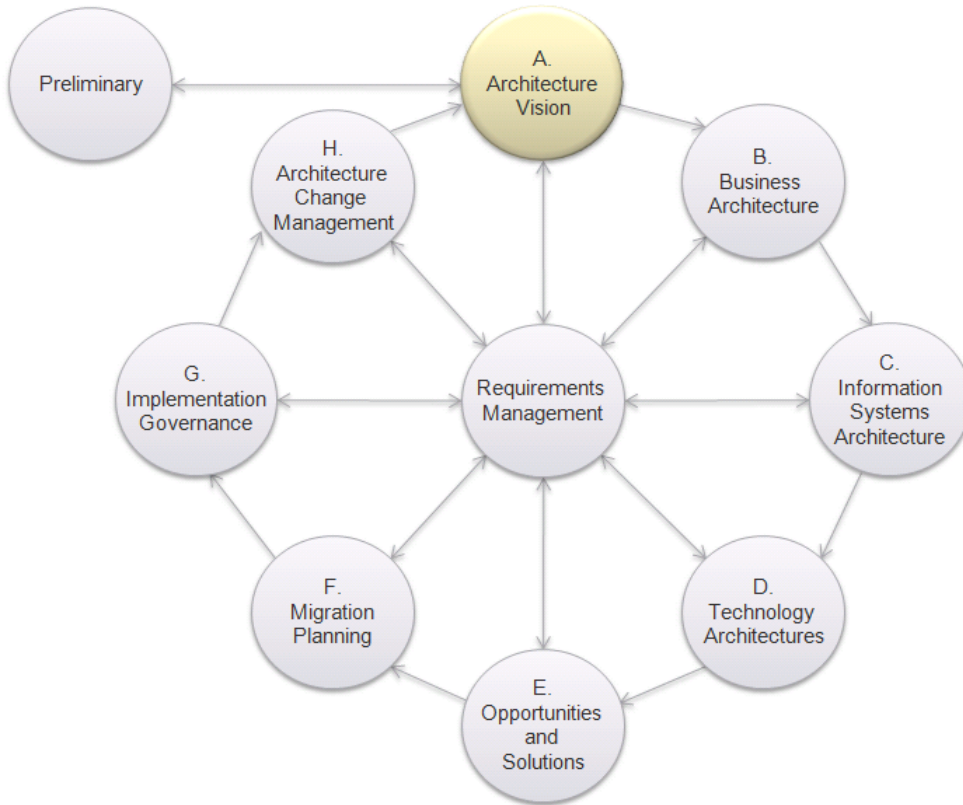 Preliminary
A.
Architecture
Vision
H.
Architecture
Change
Management
B.
Business
Architecture
G.
Implementation
Governance
Requirements
Management
C.
Information
Systems
Architecture
F.
Migration
Planning
D.
Technology
Architectures
E.
Opportunities
and
Solutions